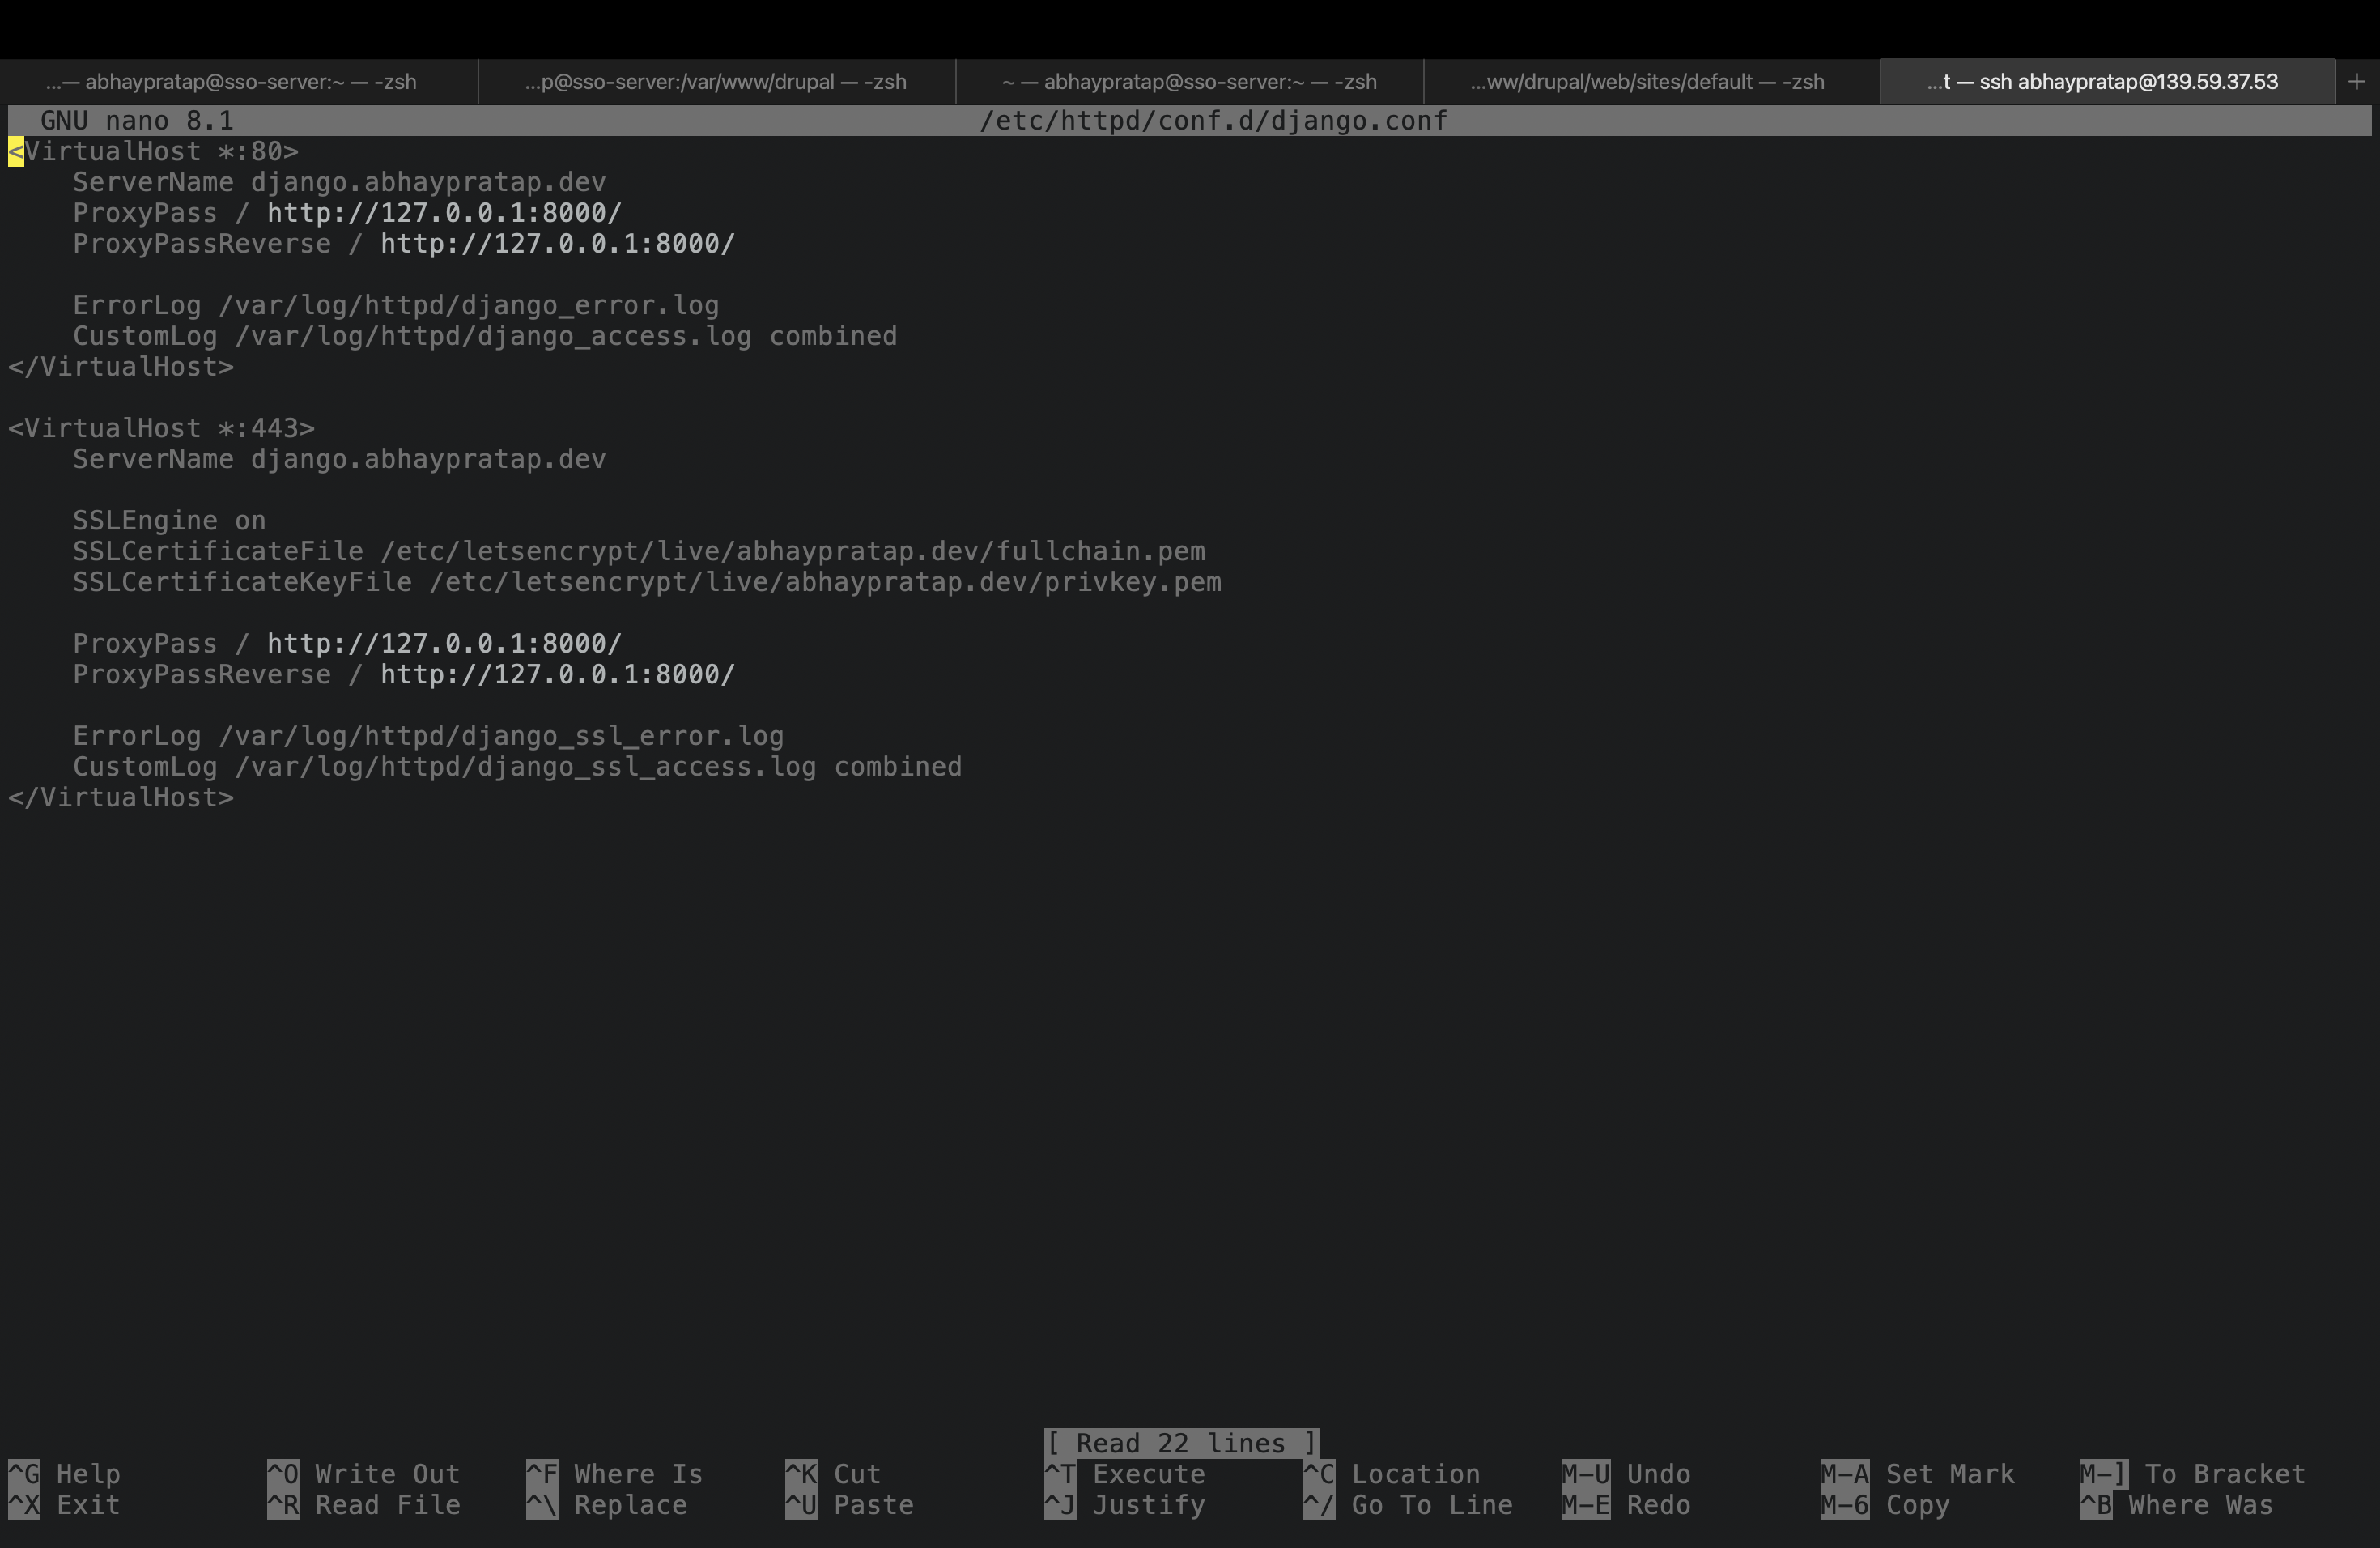 ...— abhaypratap@sso-server:~ — -zsh ...p@sso-server:/var/www/drupal — -zsh ~ — abhaypratap@sso-server:~ — -zsh ...ww/drupal/web/sites/default — -zsh ...t — ssh abhaypratap@139.59.37.53 +
GNU nano 8.1 /etc/httpd/conf.d/django.conf
<VirtualHost *:80>
    ServerName django.abhaypratap.dev
    ProxyPass / http://127.0.0.1:8000/
    ProxyPassReverse / http://127.0.0.1:8000/
    ErrorLog /var/log/httpd/django_error.log
    CustomLog /var/log/httpd/django_access.log combined
</VirtualHost>
<VirtualHost *:443>
    ServerName django.abhaypratap.dev
    SSLEngine on
    SSLCertificateFile /etc/letsencrypt/live/abhaypratap.dev/fullchain.pem
    SSLCertificateKeyFile /etc/letsencrypt/live/abhaypratap.dev/privkey.pem
    ProxyPass / http://127.0.0.1:8000/
    ProxyPassReverse / http://127.0.0.1:8000/
    ErrorLog /var/log/httpd/django_ssl_error.log
    CustomLog /var/log/httpd/django_ssl_access.log combined
</VirtualHost>
[ Read 22 lines ]
^G Help ^O Write Out ^F Where Is ^K Cut ^T Execute ^C Location M-U Undo M-A Set Mark M-] To Bracket
^X Exit ^R Read File ^\ Replace ^U Paste ^J Justify ^/ Go To Line M-E Redo M-6 Copy ^B Where Was